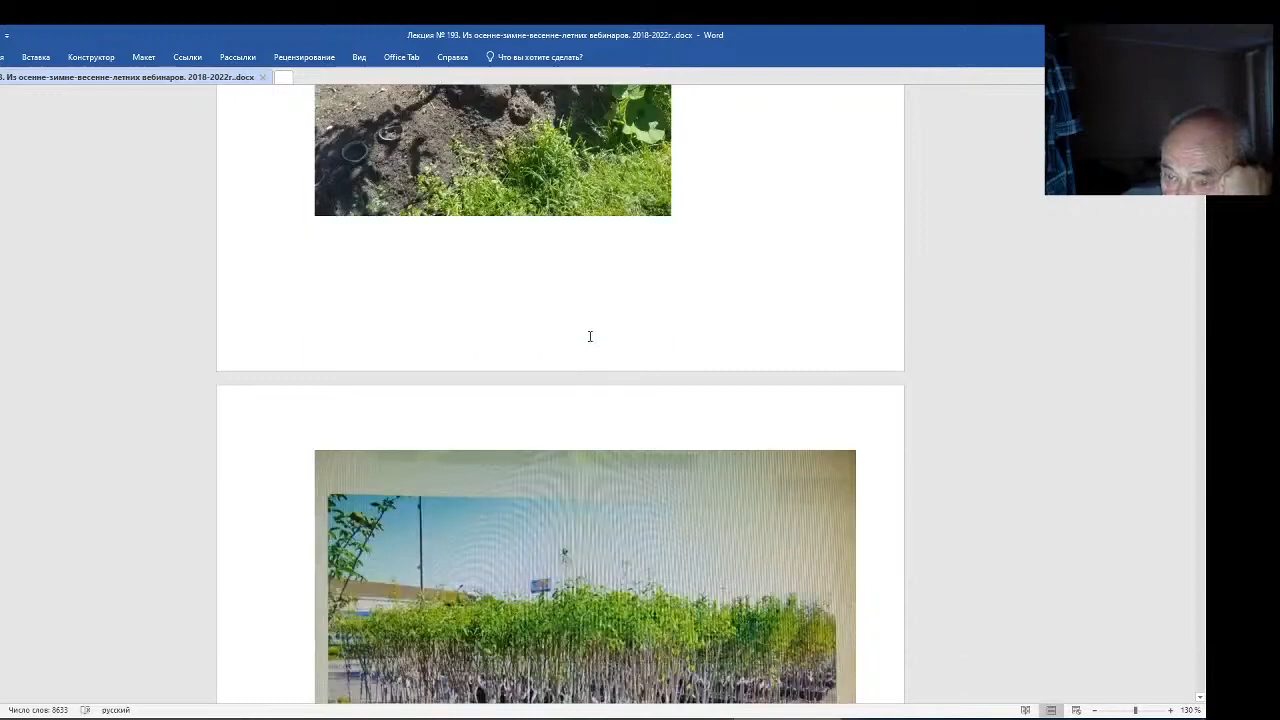 Лекция № 193. Из осенне-зимне-весенне-летних вебинаров. 2018-2022г..docx - Word
Вставка Конструктор Макет Ссылки Рассылки Рецензирование Вид Office Tab Справка Что вы хотите сделать?
3. Из осенне-зимне-весенне-летних вебинаров. 2018-2022г..docx
Число слов: 8633 русский 130 %